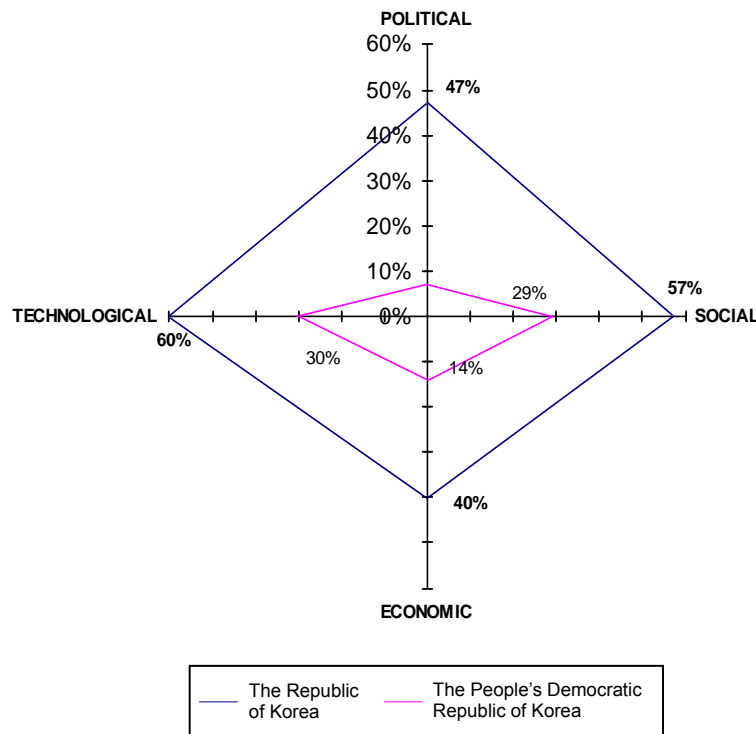 POLITICAL
60%
50%
47%
40%
30%
20%
10%
29%
57%
TECHNOLOGICAL
0%
SOCIAL
60%
30%
14%
40%
ECONOMIC
The Republic
of Korea
The People’s Democratic
Republic of Korea